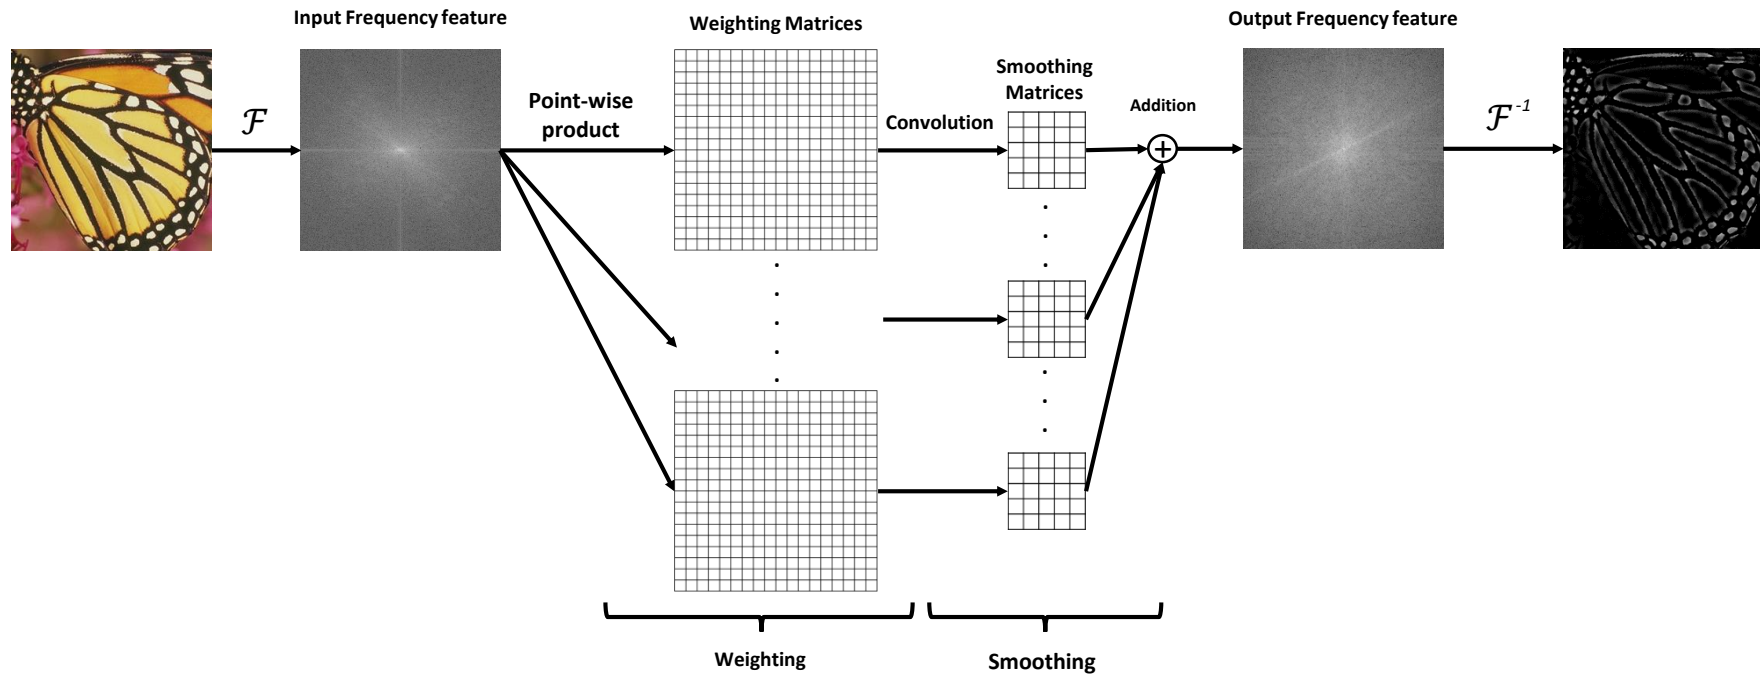 Input Frequency feature
Weighting Matrices
Output Frequency feature
Smoothing
Matrices
ℱ
Point-wise
product
Convolution
Addition
ℱ⁻¹
+
Weighting
Smoothing